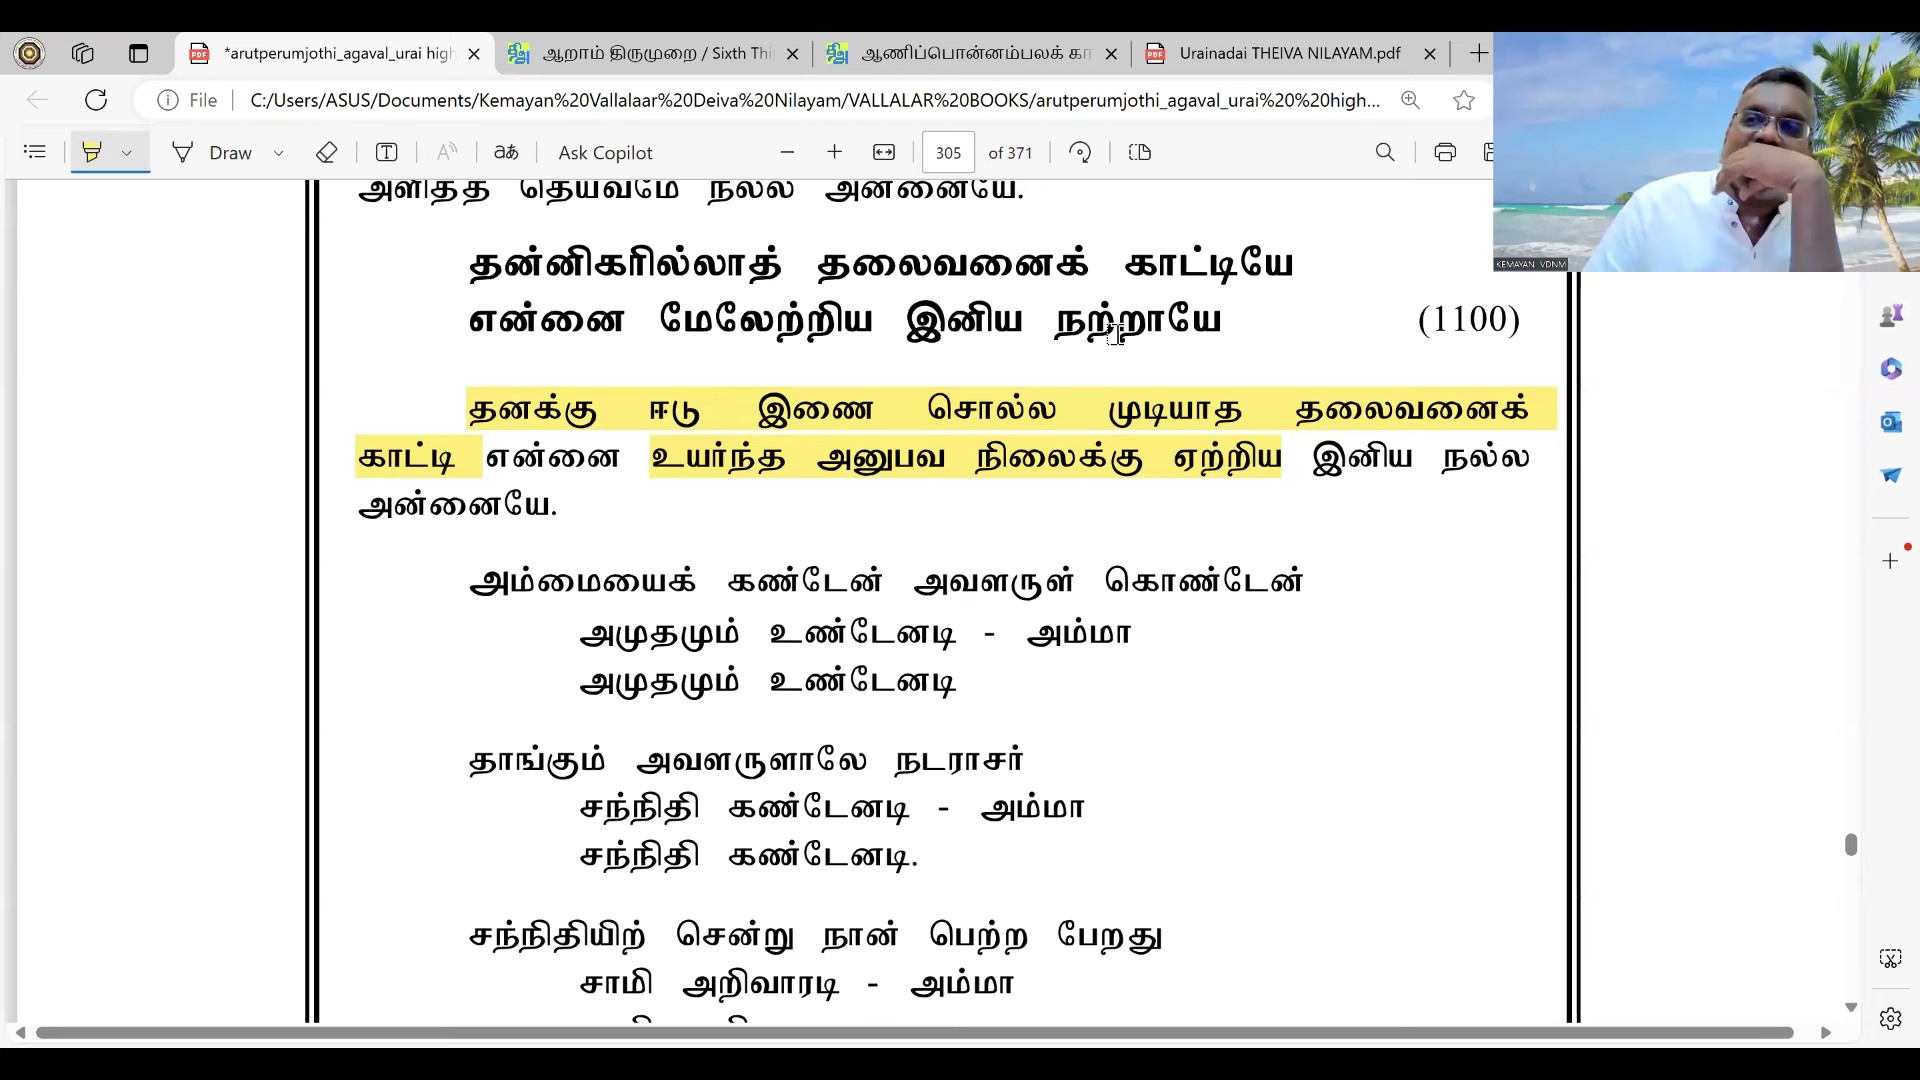 *arutperumjothi_agaval_urai high
ஆறாம் திருமுறை / Sixth Thi
ஆணிப்பொன்னம்பலக் கா
Urainadai THEIVA NILAYAM.pdf
File
C:/Users/ASUS/Documents/Kemayan%20Vallalaar%20Deiva%20Nilayam/VALLALAR%20BOOKS/arutperumjothi_agaval_urai%20%20high...
Draw
Ask Copilot
305 of 371
KEMAYAN VDNM
அளித்த தெய்வமே நல்ல அன்னையே.
தன்னிகரில்லாத் தலைவனைக் காட்டியே
என்னை மேலேற்றிய இனிய நற்றாயே (1100)
தனக்கு ஈடு இணை சொல்ல முடியாத தலைவனைக்
காட்டி என்னை உயர்ந்த அனுபவ நிலைக்கு ஏற்றிய இனிய நல்ல
அன்னையே.
அம்மையைக் கண்டேன் அவளருள் கொண்டேன்
அமுதமும் உண்டேனடி - அம்மா
அமுதமும் உண்டேனடி
தாங்கும் அவளருளாலே நடராசர்
சந்நிதி கண்டேனடி - அம்மா
சந்நிதி கண்டேனடி.
சந்நிதியிற் சென்று நான் பெற்ற பேறது
சாமி அறிவாரடி - அம்மா